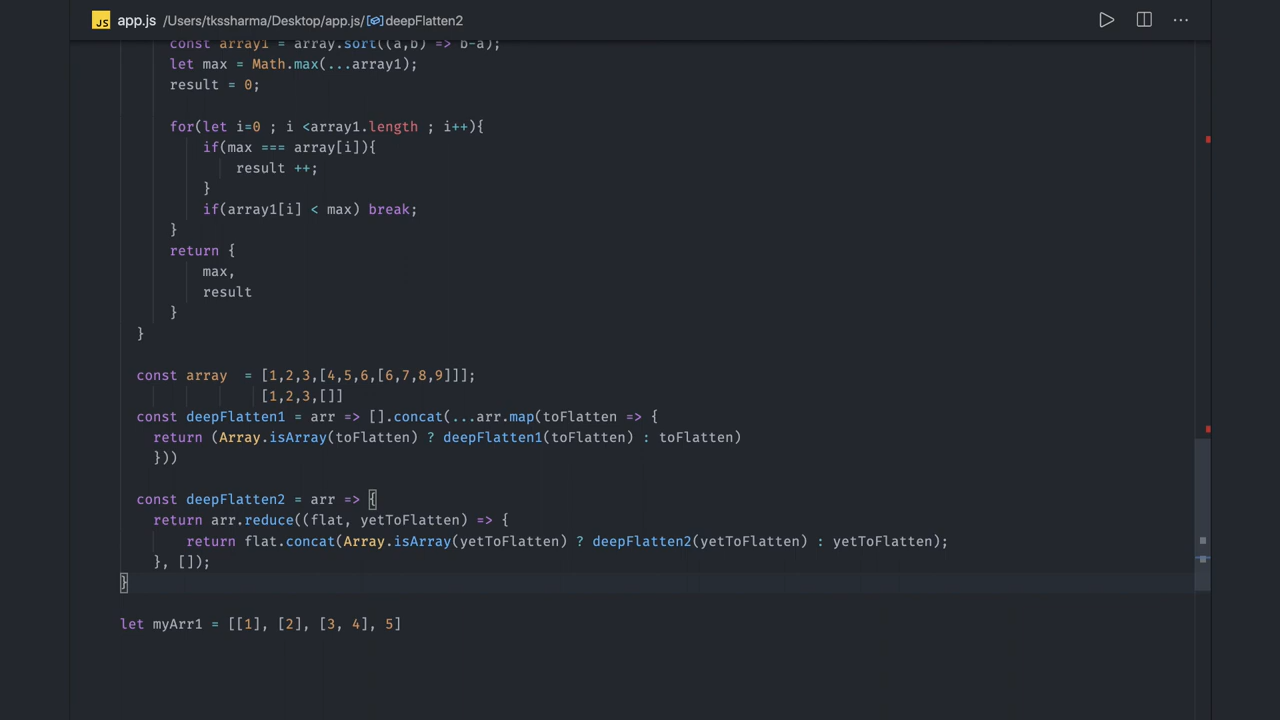 JS app.js /Users/tkssharma/Desktop/app.js/deepFlatten2
const array1 = array.sort((a,b) => b-a);
let max = Math.max(...array1);
result = 0;
for(let i=0 ; i <array1.length ; i++){
if(max === array[i]){
result ++;
}
if(array1[i] < max) break;
}
return {
max,
result
}
}
const array  = [1,2,3,[4,5,6,[6,7,8,9]]];
[1,2,3,[]]
const deepFlatten1 = arr => [].concat(...arr.map(toFlatten => {
return (Array.isArray(toFlatten) ? deepFlatten1(toFlatten) : toFlatten)
}))
const deepFlatten2 = arr => {
return arr.reduce((flat, yetToFlatten) => {
return flat.concat(Array.isArray(yetToFlatten) ? deepFlatten2(yetToFlatten) : yetToFlatten);
}, []);
}
let myArr1 = [[1], [2], [3, 4], 5]